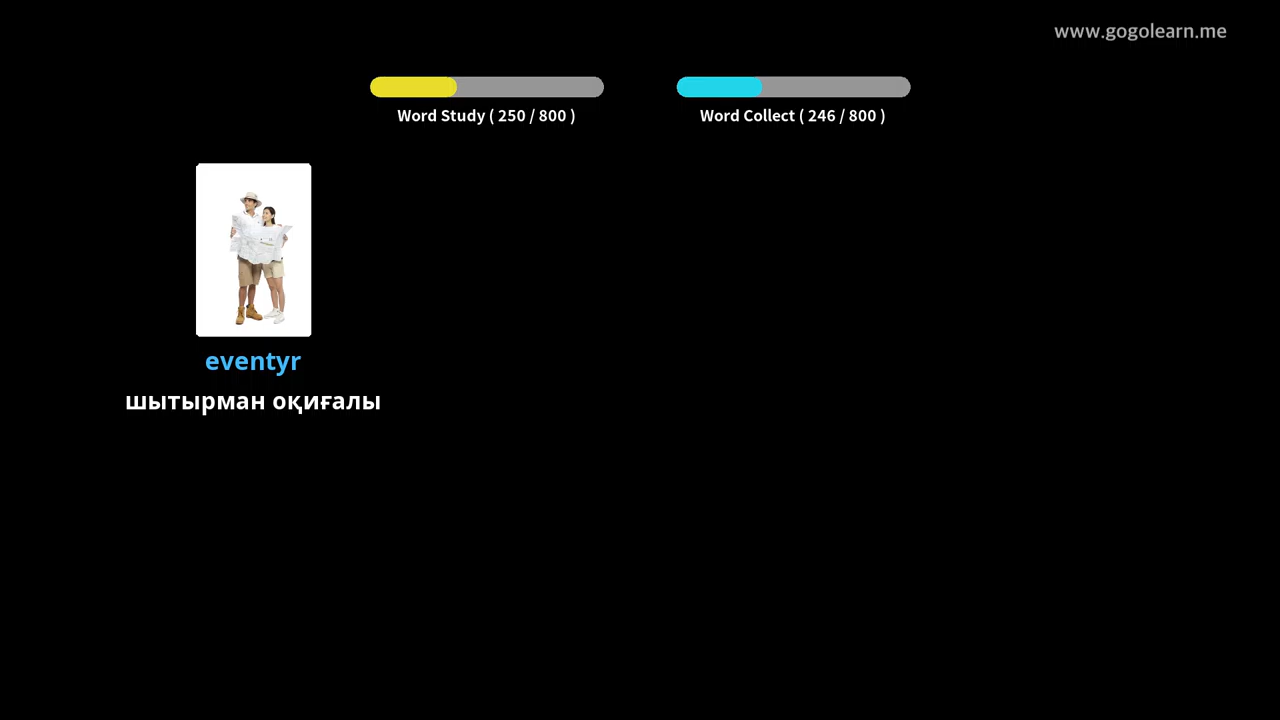 www.gogolearn.me
Word Study ( 250 / 800 )
Word Collect ( 246 / 800 )
eventyr
шытырман оқиғалы